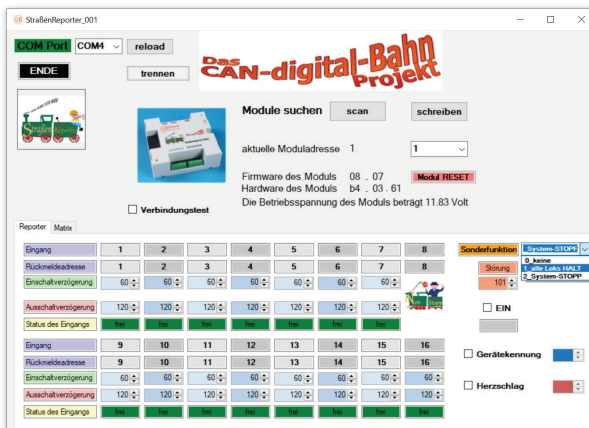 StraßenReporter_001
COM Port COM4 reload
ENDE trennen
Das
CAN-digital-Bahn
Projekt
Straßen Reporter
Module suchen scan schreiben
aktuelle Moduladresse 1 1
Firmware des Moduls 08 . 07 Modul RESET
Hardware des Moduls b4 . 03 . 61
Die Betriebsspannung des Moduls beträgt 11.83 Volt
Verbindungstest
Reporter Matrix
Eingang 1 2 3 4 5 6 7 8
Rückmeldeadresse 1 2 3 4 5 6 7 8
Einschaltverzögerung 60 60 60 60 60 60 60
Ausschaltverzögerung 120 120 120 120 120 120 120
Status des Eingangs frei frei frei frei frei frei frei
Eingang 9 10 11 12 13 14 15 16
Rückmeldeadresse 9 10 11 12 13 14 15 16
Einschaltverzögerung 60 60 60 60 60 60 60 60
Ausschaltverzögerung 120 120 120 120 120 120 120 120
Status des Eingangs frei frei frei frei frei frei frei frei
Sonderfunktion _System-STOPF
0_keine
1_alle Loks HALT
2_System-STOPP
Störung
101
EIN
Gerätekennung
Herzschlag